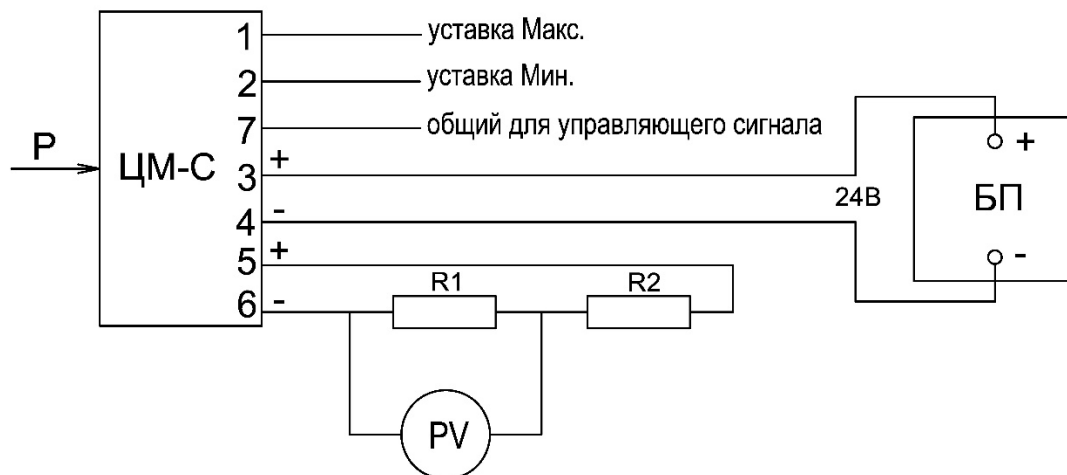 1 уставка Макс.
2 уставка Мин.
7 общий для управляющего сигнала
P ЦМ-С
+
3
-
4
+
5
-
6
R1 R2
PV
24В
+
БП
-